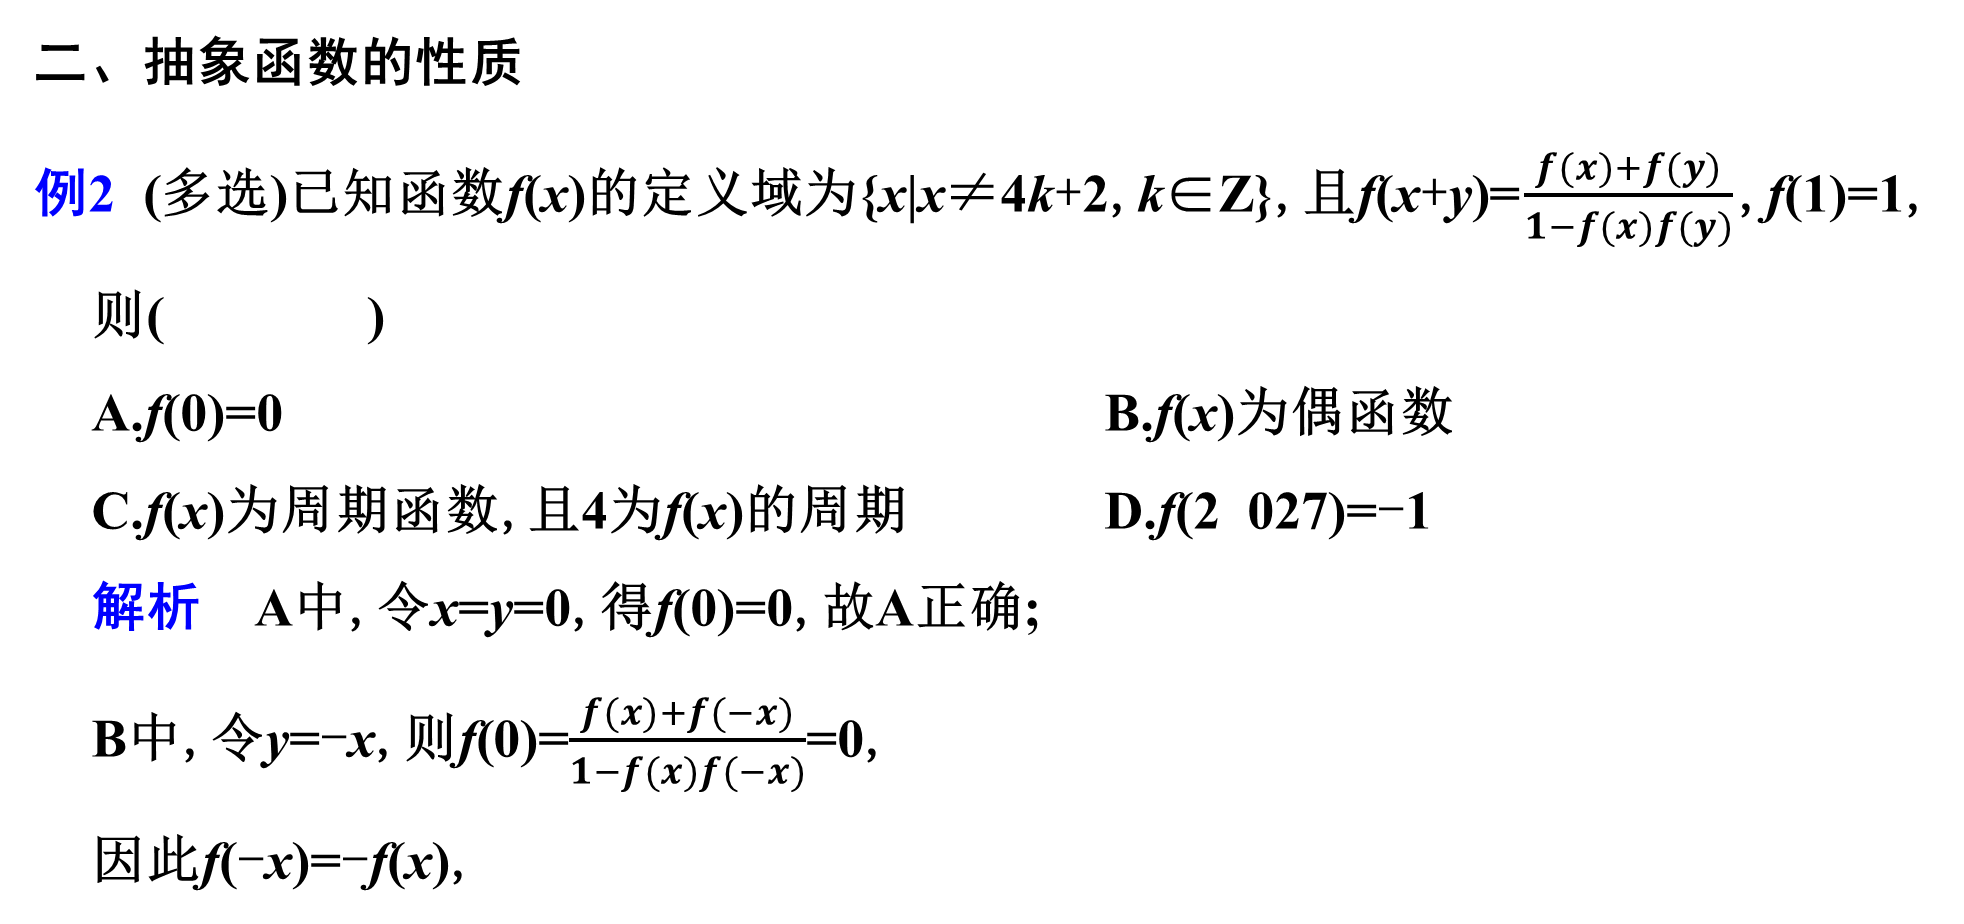 二、抽象函数的性质
例2 (多选)已知函数f(x)的定义域为{x|x≠4k+2, k∈Z}, 且f(x+y)=\frac{f(x)+f(y)}{1−f(x)f(y)}, f(1)=1,
则( )
A.f(0)=0 B.f(x)为偶函数
C.f(x)为周期函数, 且4为f(x)的周期 D.f(2 027)=−1
解析 A中, 令x=y=0, 得f(0)=0, 故A正确;
B中, 令y=−x, 则f(0)=\frac{f(x)+f(−x)}{1−f(x)f(−x)}=0,
因此f(−x)=−f(x),